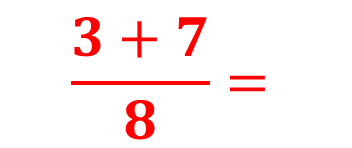 3 + 7
8 =